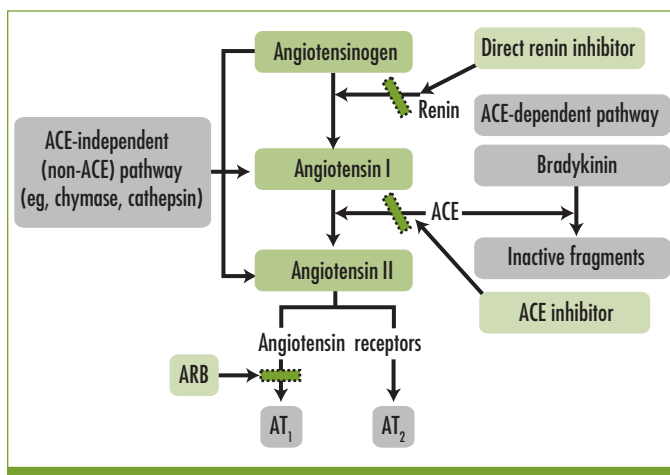 Angiotensinogen
Direct renin inhibitor
Renin
ACE-dependent pathway
ACE-independent
(non-ACE) pathway
(eg, chymase, cathepsin)
Angiotensin I
Bradykinin
ACE
Angiotensin II
Inactive fragments
ACE inhibitor
Angiotensin receptors
ARB
AT1
AT2